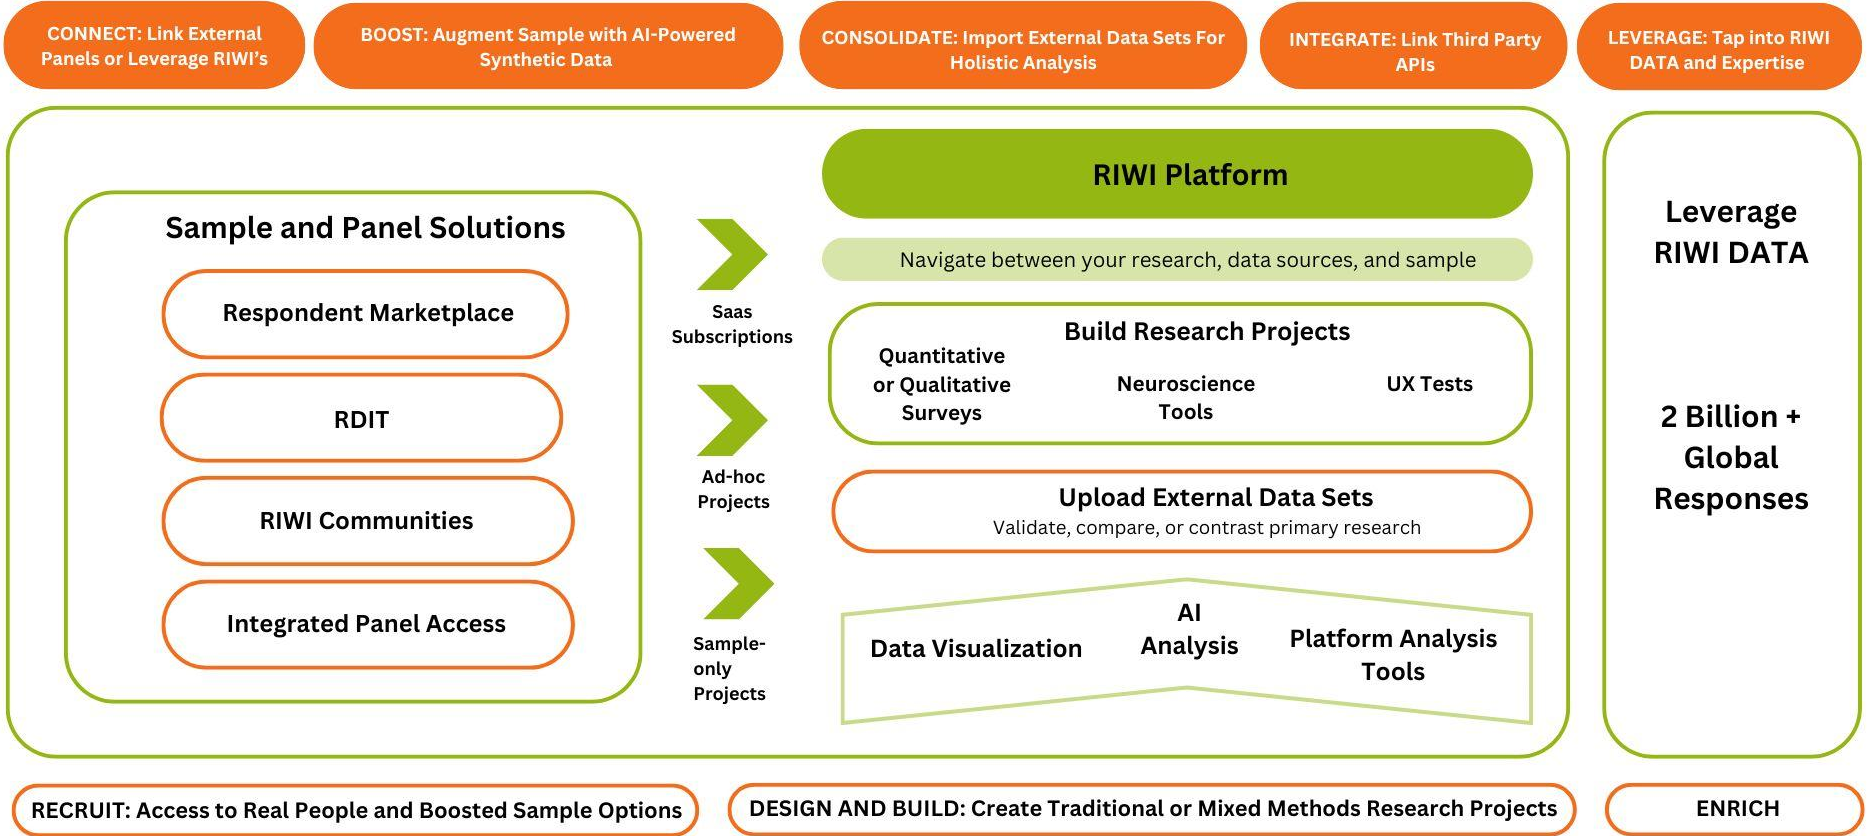 CONNECT: Link External
Panels or Leverage RIWI's
BOOST: Augment Sample with AI-Powered
Synthetic Data
CONSOLIDATE: Import External Data Sets For
Holistic Analysis
INTEGRATE: Link Third Party
APIs
LEVERAGE: Tap into RIWI
DATA and Expertise
Sample and Panel Solutions
Respondent Marketplace
RDIT
RIWI Communities
Integrated Panel Access
Saas
Subscriptions
Ad-hoc
Projects
Sample-
only
Projects
RIWI Platform
Navigate between your research, data sources, and sample
Build Research Projects
Quantitative
or Qualitative
Surveys
Neuroscience
Tools
UX Tests
Upload External Data Sets
Validate, compare, or contrast primary research
Data Visualization
AI
Analysis
Platform Analysis
Tools
Leverage
RIWI DATA
2 Billion +
Global
Responses
RECRUIT: Access to Real People and Boosted Sample Options
DESIGN AND BUILD: Create Traditional or Mixed Methods Research Projects
ENRICH